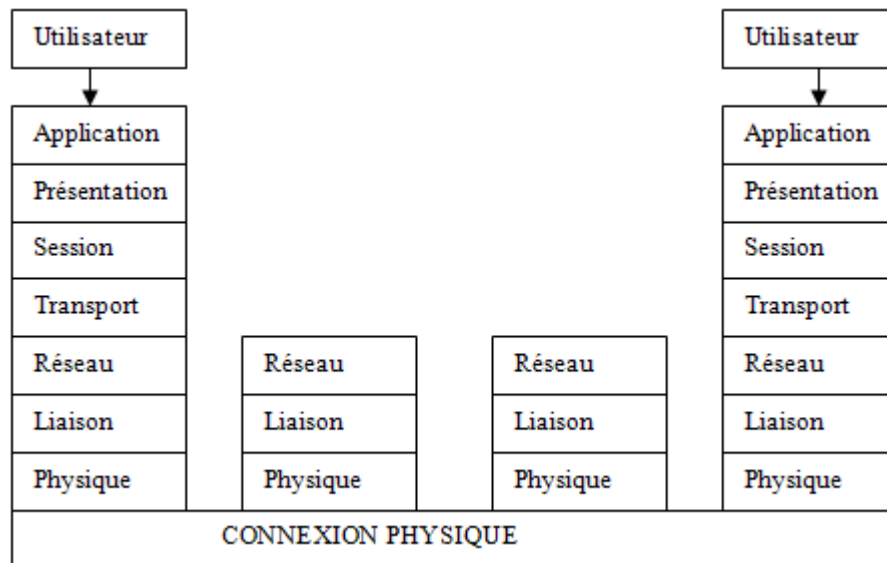 Utilisateur
Utilisateur
Application
Application
Présentation
Présentation
Session
Session
Transport
Transport
Réseau
Réseau
Réseau
Réseau
Liaison
Liaison
Liaison
Liaison
Physique
Physique
Physique
Physique
CONNEXION PHYSIQUE